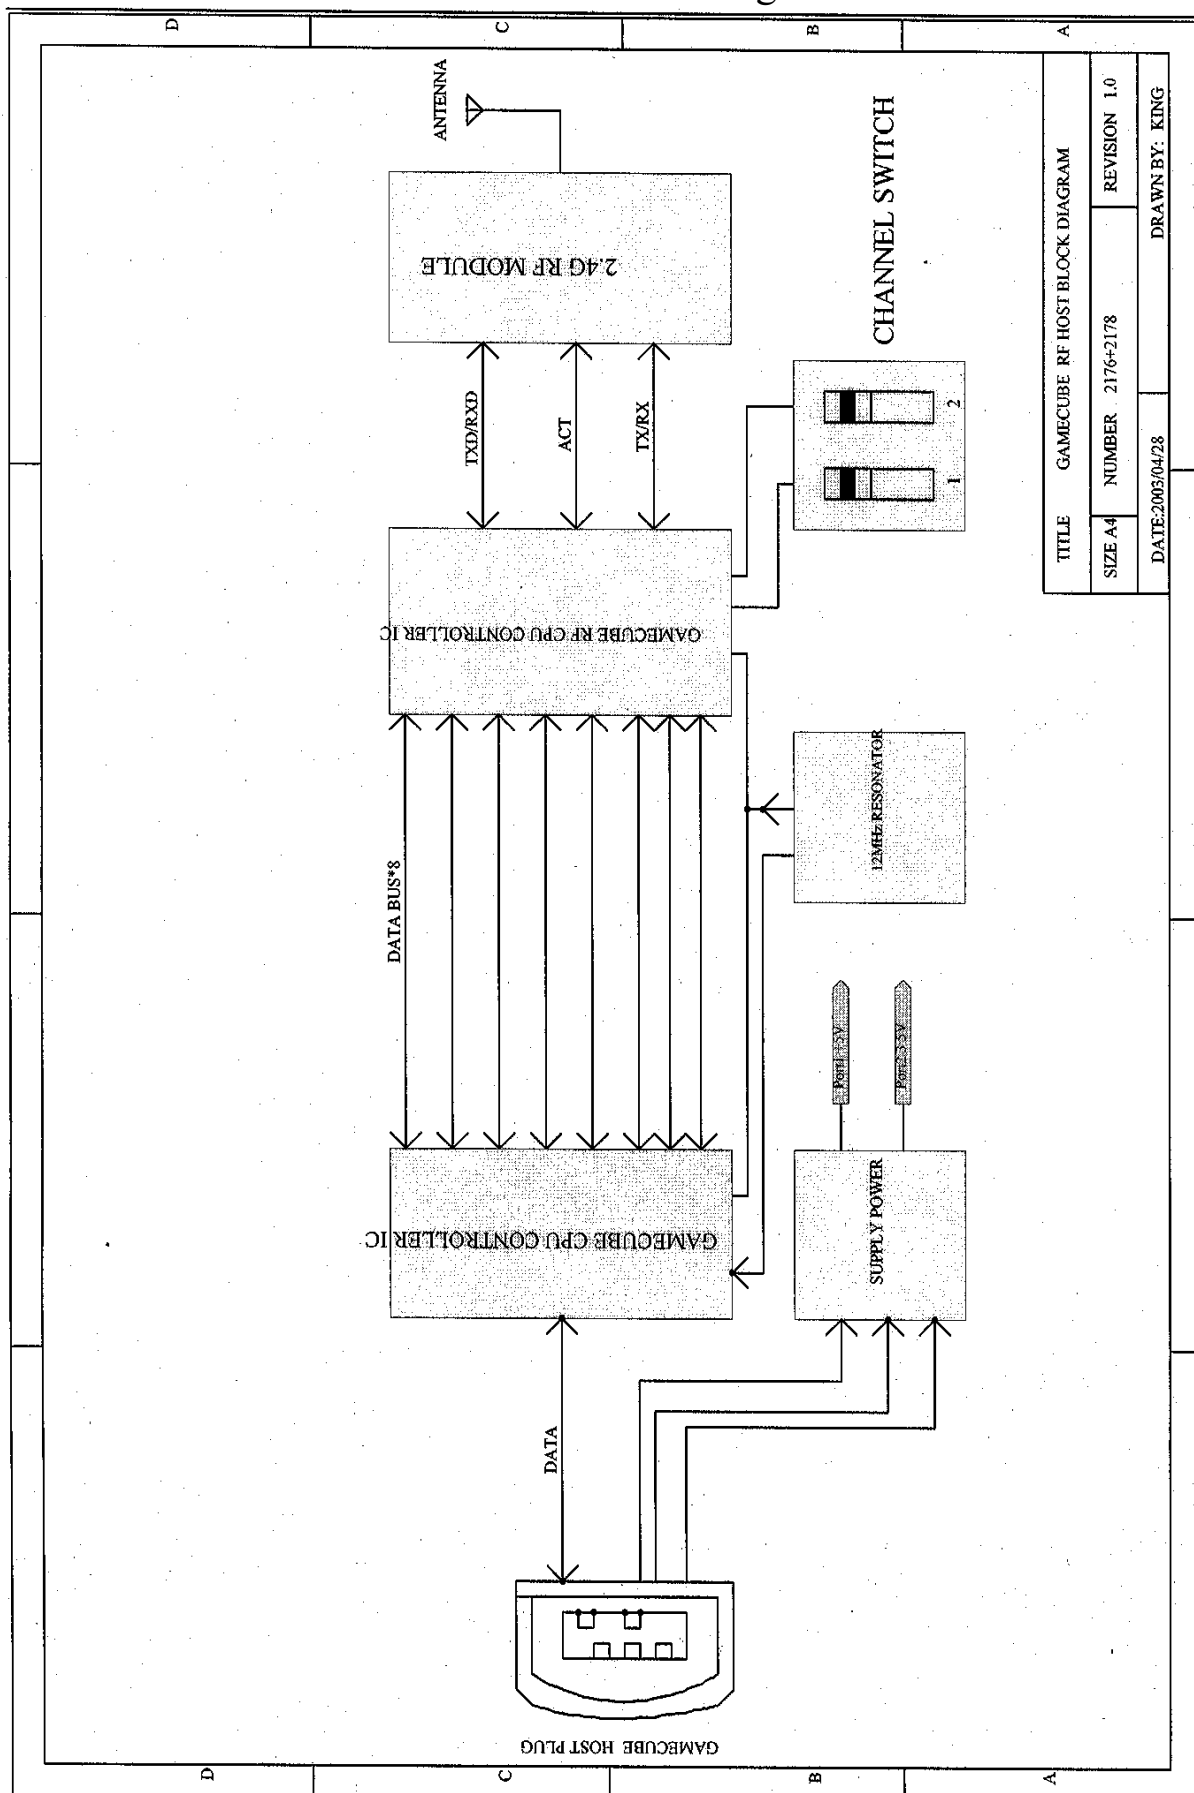 D
C
B
A
ANTENNA
2.4G RF MODULE
CHANNEL SWITCH
TXD/RXD
ACT
TX/RX
1
2
GAMECUBE RF CPU CONTROLLER IC
DATA BUS*8
12MHz RESONATOR
GAMECUBE CPU CONTROLLER IC
SUPPLY POWER
DATA
GAMECUBE HOST PLUG
TITLE GAMECUBE RF HOST BLOCK DIAGRAM
SIZE A4 NUMBER 2176+2178 REVISION 1.0
DATE:2003/04/28 DRAWN BY: KING
D
C
B
A